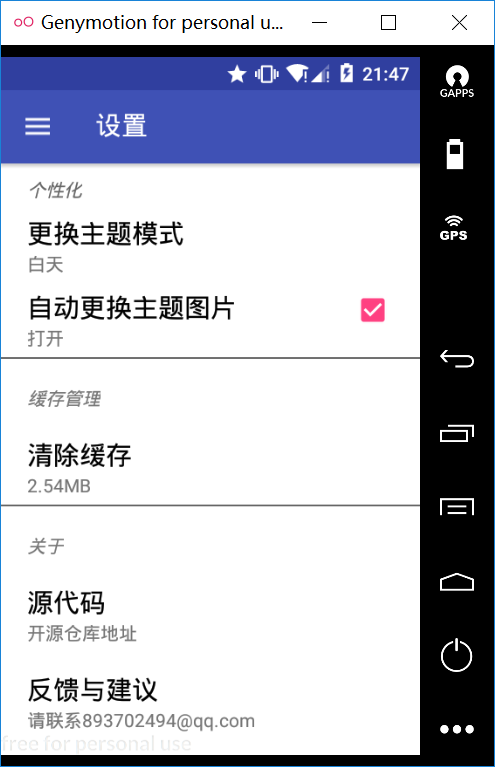 Genymotion for personal u...
21:47
GAPPS
设置
个性化
更换主题模式
白天
GPS
自动更换主题图片
打开
缓存管理
清除缓存
2.54MB
关于
源代码
开源仓库地址
反馈与建议
请联系893702494@qq.com
free for personal use